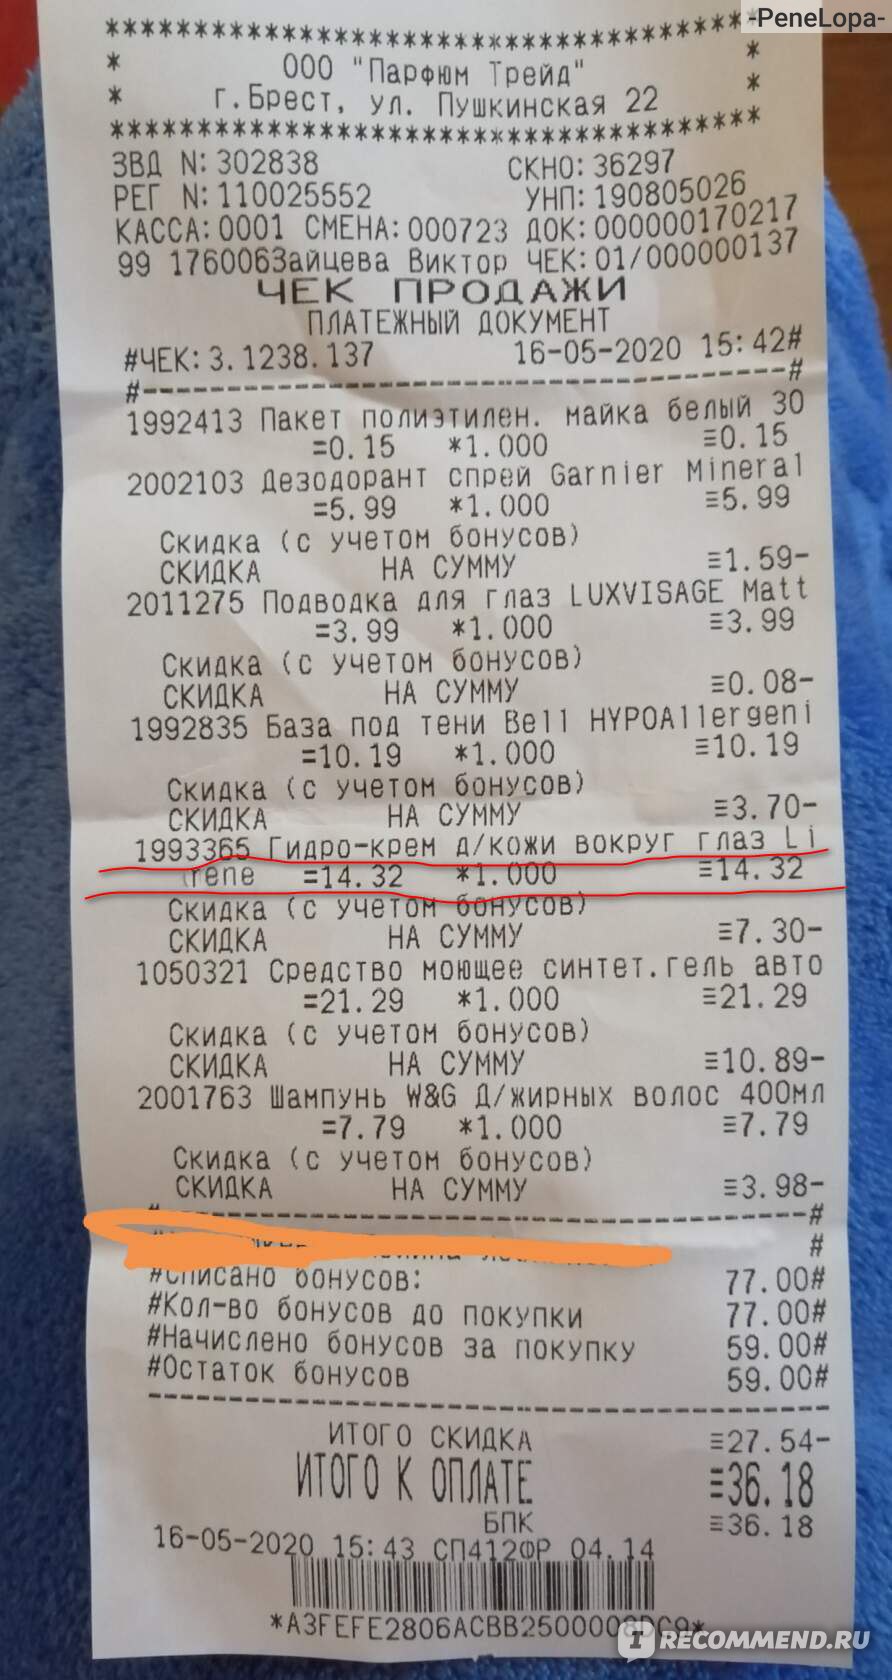 -PeneLopa-
****************************************
* ООО "Парфюм Трейд" *
* г.Брест, ул. Пушкинская 22 *
****************************************
ЗВД N:302838 СКНО:36297
РЕГ N:110025552 УНП:190805026
КАССА:0001 СМЕНА:000723 ДОК:000000170217
99 176006Зайцева Виктор ЧЕК:01/000000137
ЧЕК ПРОДАЖИ
ПЛАТЕЖНЫЙ ДОКУМЕНТ
#ЧЕК:3.1238.137 16-05-2020 15:42#
#--------------------------------------#
1992413 Пакет полиэтилен. майка белый 30
=0.15 *1.000 ≡0.15
2002103 Дезодорант спрей Garnier Mineral
=5.99 *1.000 ≡5.99
Скидка (с учетом бонусов)
СКИДКА НА СУММУ ≡1.59-
2011275 Подводка для глаз LUXVISAGE Matt
=3.99 *1.000 ≡3.99
Скидка (с учетом бонусов)
СКИДКА НА СУММУ ≡0.08-
1992835 База под тени Bell HYPOAllergeni
=10.19 *1.000 ≡10.19
Скидка (с учетом бонусов)
СКИДКА НА СУММУ ≡3.70-
1993365 Гидро-крем д/кожи вокруг глаз Li
rene =14.32 *1.000 ≡14.32
Скидка (с учетом бонусов)
СКИДКА НА СУММУ ≡7.30-
1050321 Средство моющее синтет.гель авто
=21.29 *1.000 ≡21.29
Скидка (с учетом бонусов)
СКИДКА НА СУММУ ≡10.89-
2001763 Шампунь W&G Д/жирных волос 400мл
=7.79 *1.000 ≡7.79
Скидка (с учетом бонусов)
СКИДКА НА СУММУ ≡3.98-
#--------------------------------------#
#
#Списано бонусов: 77.00#
#Кол-во бонусов до покупки 77.00#
#Начислено бонусов за покупку 59.00#
#Остаток бонусов 59.00#
----------------------------------------
ИТОГО СКИДКА ≡27.54-
ИТОГО К ОПЛАТЕ ≡36.18
БПК ≡36.18
16-05-2020 15:43 СП412ФР 04.14
*A3FEFE2806ACBB2500008DC9*
IRECOMMEND.RU